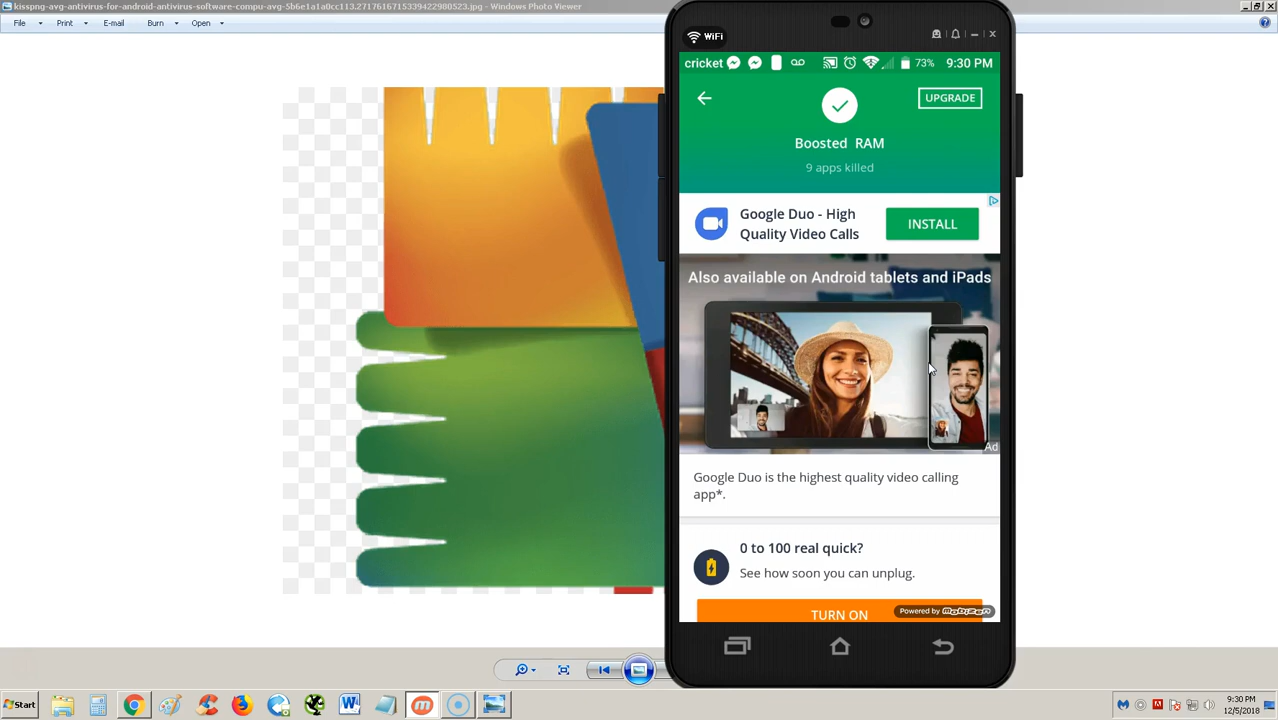 kisspng-avg-antivirus-for-android-antivirus-software-compu-avg-5b6e1a1a0cc113.2717616715339422980523.jpg - Windows Photo Viewer
File Print E-mail Burn Open
WiFi
cricket 73% 9:30 PM
UPGRADE
Boosted RAM
9 apps killed
Google Duo - High
Quality Video Calls
INSTALL
Also available on Android tablets and iPads
Ad
Google Duo is the highest quality video calling
app*.
0 to 100 real quick?
See how soon you can unplug.
TURN ON
Powered by mobizen
Start
9:30 PM
12/5/2018